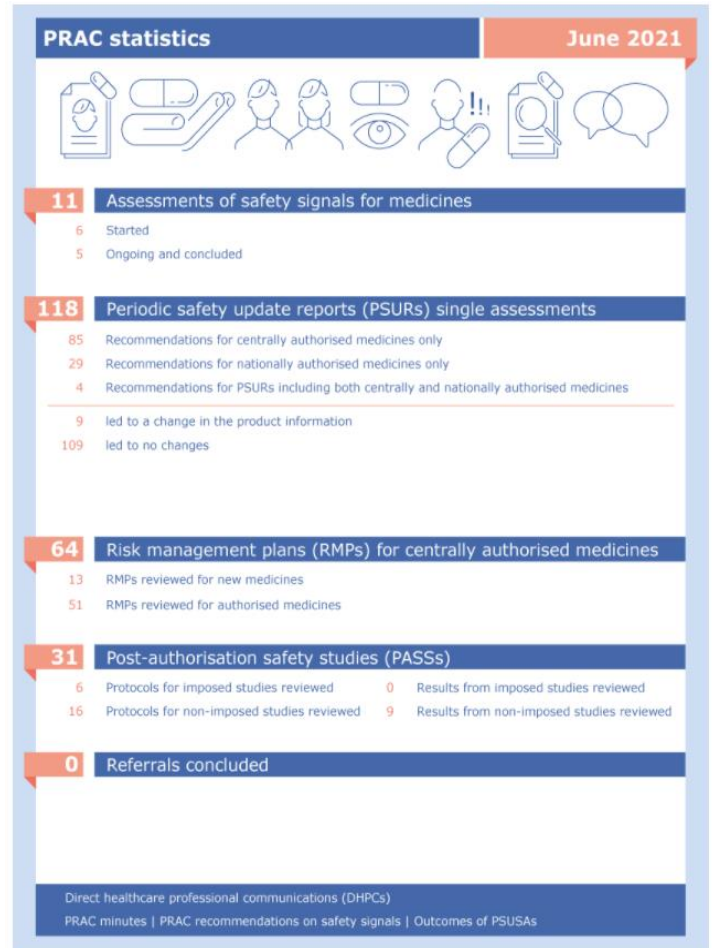 PRAC statistics June 2021
!!!
11 Assessments of safety signals for medicines
6 Started
5 Ongoing and concluded
118 Periodic safety update reports (PSURs) single assessments
85 Recommendations for centrally authorised medicines only
29 Recommendations for nationally authorised medicines only
4 Recommendations for PSURs including both centrally and nationally authorised medicines
9 led to a change in the product information
109 led to no changes
64 Risk management plans (RMPs) for centrally authorised medicines
13 RMPs reviewed for new medicines
51 RMPs reviewed for authorised medicines
31 Post-authorisation safety studies (PASSs)
6 Protocols for imposed studies reviewed 0 Results from imposed studies reviewed
16 Protocols for non-imposed studies reviewed 9 Results from non-imposed studies reviewed
0 Referrals concluded
Direct healthcare professional communications (DHPCs)
PRAC minutes | PRAC recommendations on safety signals | Outcomes of PSUSAs